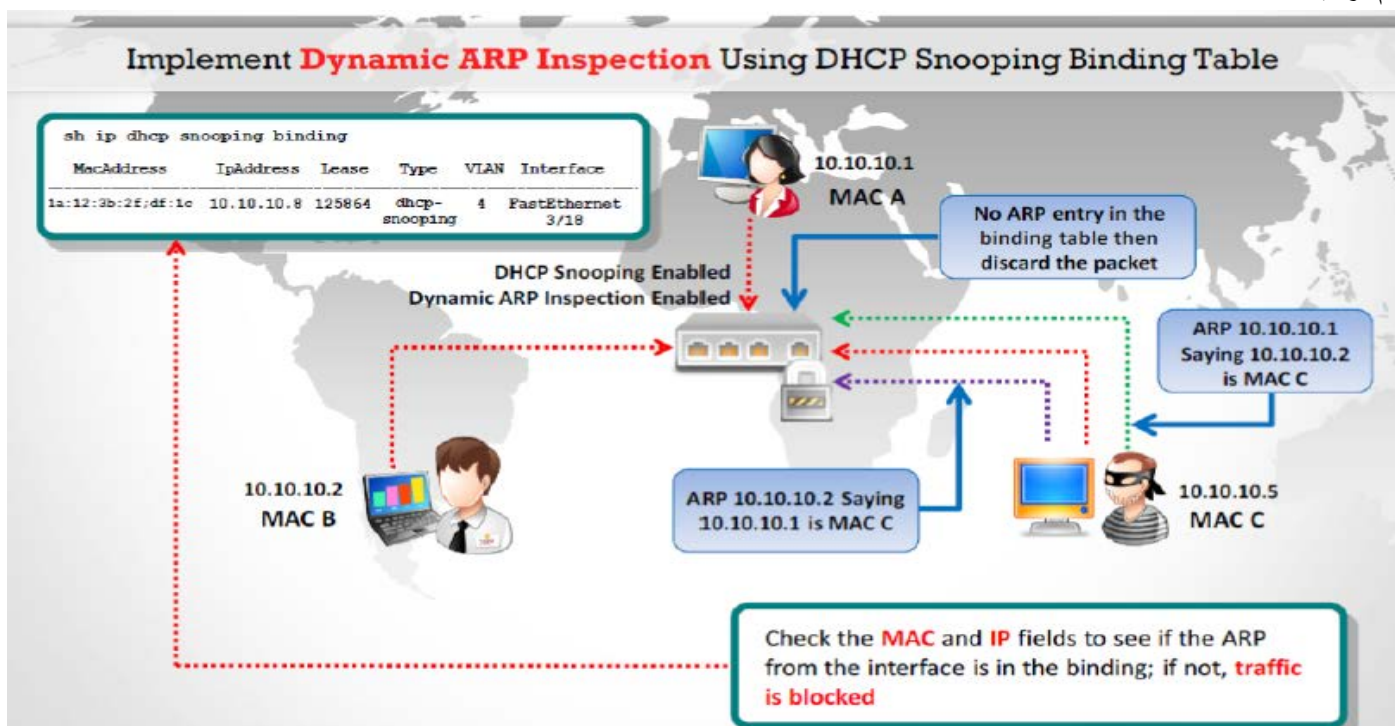 Implement Dynamic ARP Inspection Using DHCP Snooping Binding Table
sh ip dhcp snooping binding
MacAddress IpAddress Lease Type VLAN Interface
1a:12:3b:2f;df:1c 10.10.10.8 125864 dhcp-snooping 4 FastEthernet 3/18
10.10.10.1
MAC A
No ARP entry in the
binding table then
discard the packet
DHCP Snooping Enabled
Dynamic ARP Inspection Enabled
ARP 10.10.10.1
Saying 10.10.10.2
is MAC C
10.10.10.2
MAC B
ARP 10.10.10.2 Saying
10.10.10.1 is MAC C
10.10.10.5
MAC C
Check the MAC and IP fields to see if the ARP
from the interface is in the binding; if not, traffic
is blocked